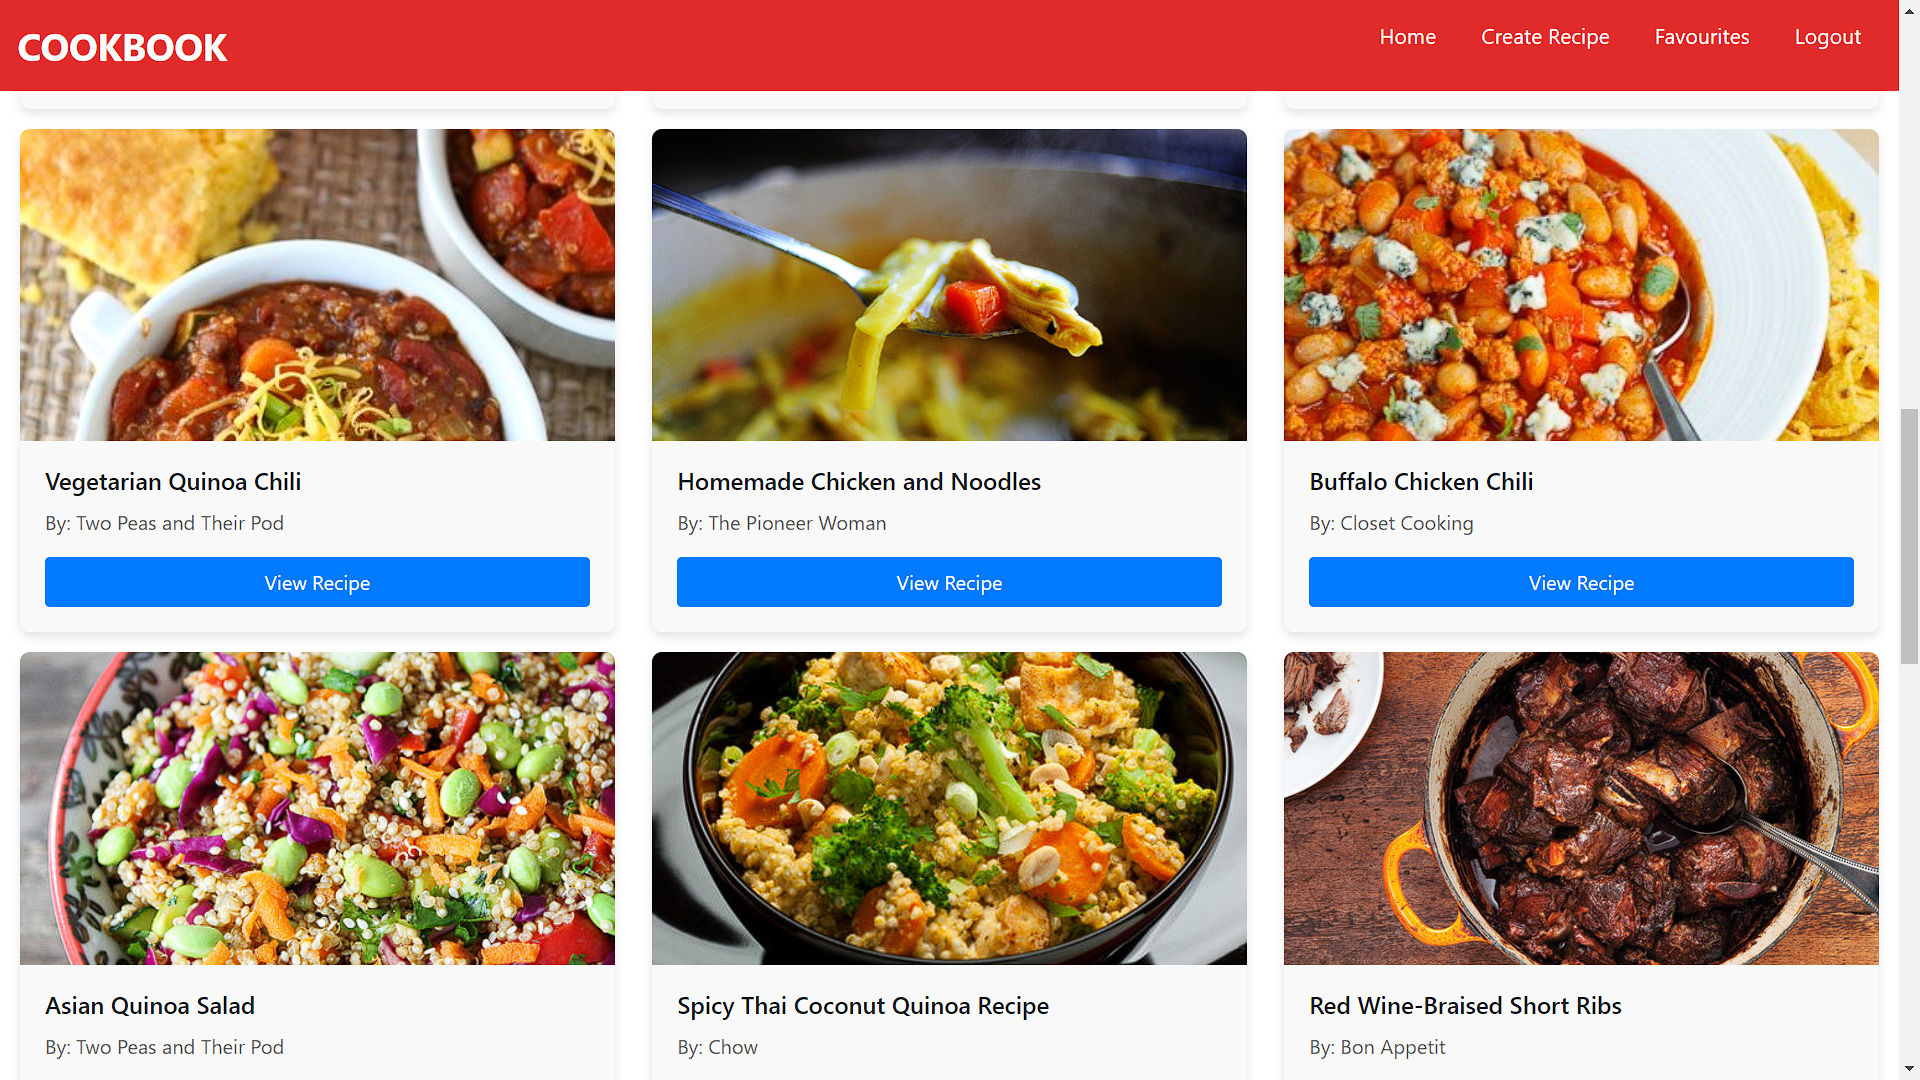 COOKBOOK
Home Create Recipe Favourites Logout
Vegetarian Quinoa Chili
By: Two Peas and Their Pod
View Recipe
Homemade Chicken and Noodles
By: The Pioneer Woman
View Recipe
Buffalo Chicken Chili
By: Closet Cooking
View Recipe
Asian Quinoa Salad
By: Two Peas and Their Pod
Spicy Thai Coconut Quinoa Recipe
By: Chow
Red Wine-Braised Short Ribs
By: Bon Appetit